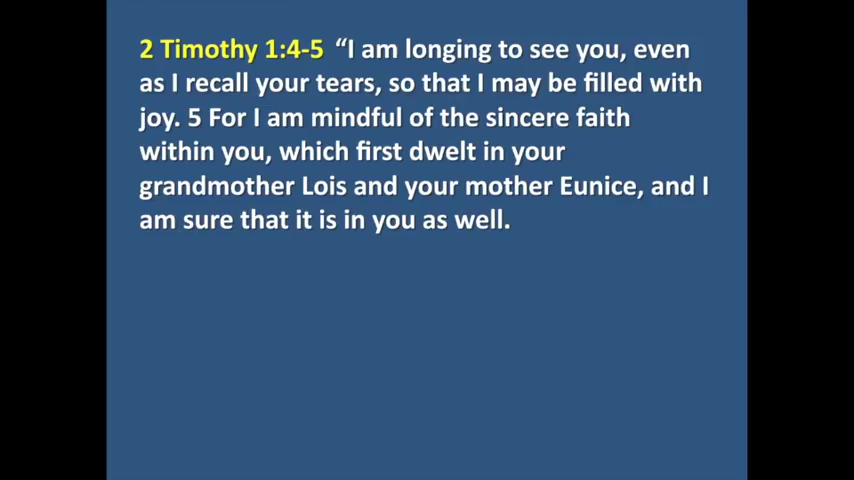 2 Timothy 1:4-5 “I am longing to see you, even
as I recall your tears, so that I may be filled with
joy. 5 For I am mindful of the sincere faith
within you, which first dwelt in your
grandmother Lois and your mother Eunice, and I
am sure that it is in you as well.